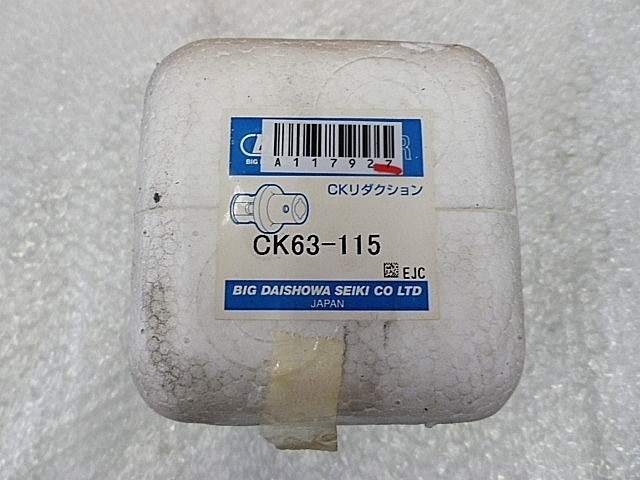 A117927
CKリダクション
CK63-115
EJC
BIG DAISHOWA SEIKI CO LTD
JAPAN